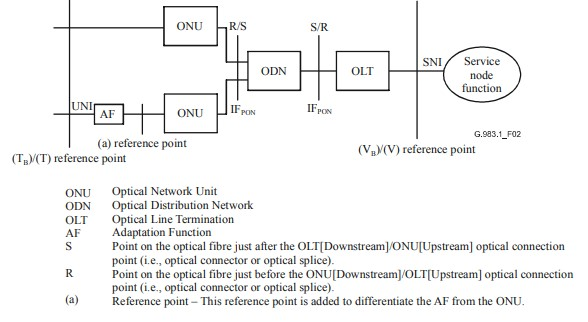 ONU
R/S
S/R
ODN
OLT
SNI
Service
node
function
UNI
AF
ONU
IFPON
IFPON
G.983.1_F02
(a) reference point
(TB)/(T) reference point
(VB)/(V) reference point
ONU Optical Network Unit
ODN Optical Distribution Network
OLT Optical Line Termination
AF Adaptation Function
S Point on the optical fibre just after the OLT[Downstream]/ONU[Upstream] optical connection
point (i.e., optical connector or optical splice).
R Point on the optical fibre just before the ONU[Downstream]/OLT[Upstream] optical connection
point (i.e., optical connector or optical splice).
(a) Reference point – This reference point is added to differentiate the AF from the ONU.